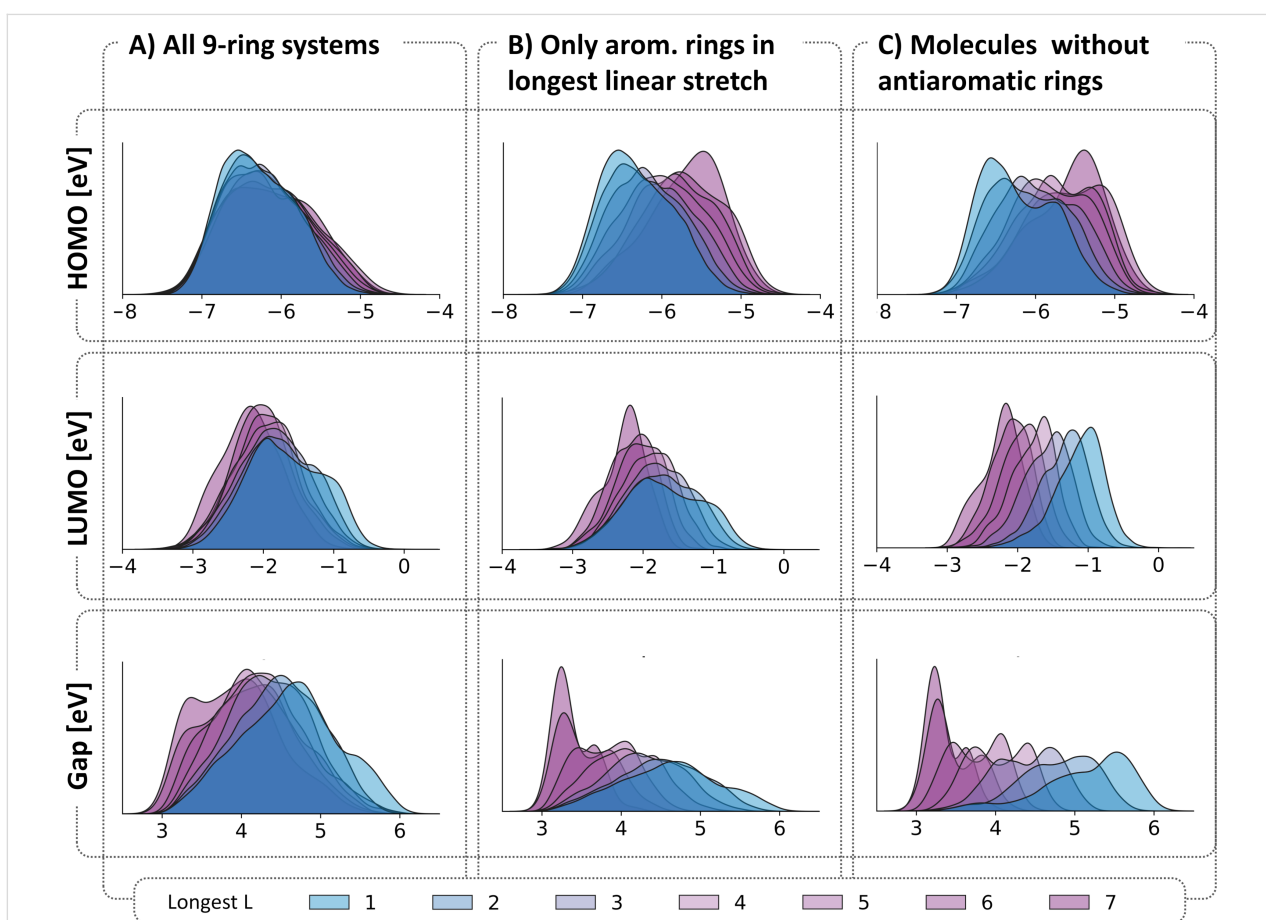 A) All 9-ring systems
B) Only arom. rings in
longest linear stretch
C) Molecules without
antiaromatic rings
HOMO [eV]
−8 −7 −6 −5 −4
−8 −7 −6 −5 −4
8 −7 −6 −5 −4
LUMO [eV]
−4 −3 −2 −1 0
−4 −3 −2 −1 0
−4 −3 −2 −1 0
Gap [eV]
3 4 5 6
3 4 5 6
3 4 5 6
Longest L 1 2 3 4 5 6 7